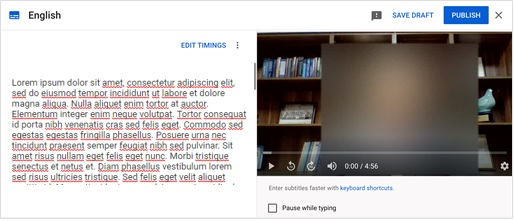 English
SAVE DRAFT
PUBLISH
EDIT TIMINGS
Lorem ipsum dolor sit amet, consectetur adipiscing elit,
sed do eiusmod tempor incididunt ut labore et dolore
magna aliqua. Nulla aliquet enim tortor at auctor.
Elementum integer enim neque volutpat. Tortor consequat
id porta nibh venenatis cras sed felis eget. Commodo sed
egestas egestas fringilla phasellus. Posuere urna nec
tincidunt praesent semper feugiat nibh sed pulvinar. Sit
amet risus nullam eget felis eget nunc. Morbi tristique
senectus et netus et. Diam phasellus vestibulum lorem
sed risus ultricies tristique. Sed felis eget velit aliquet
0:00 / 4:56
Enter subtitles faster with keyboard shortcuts.
Pause while typing